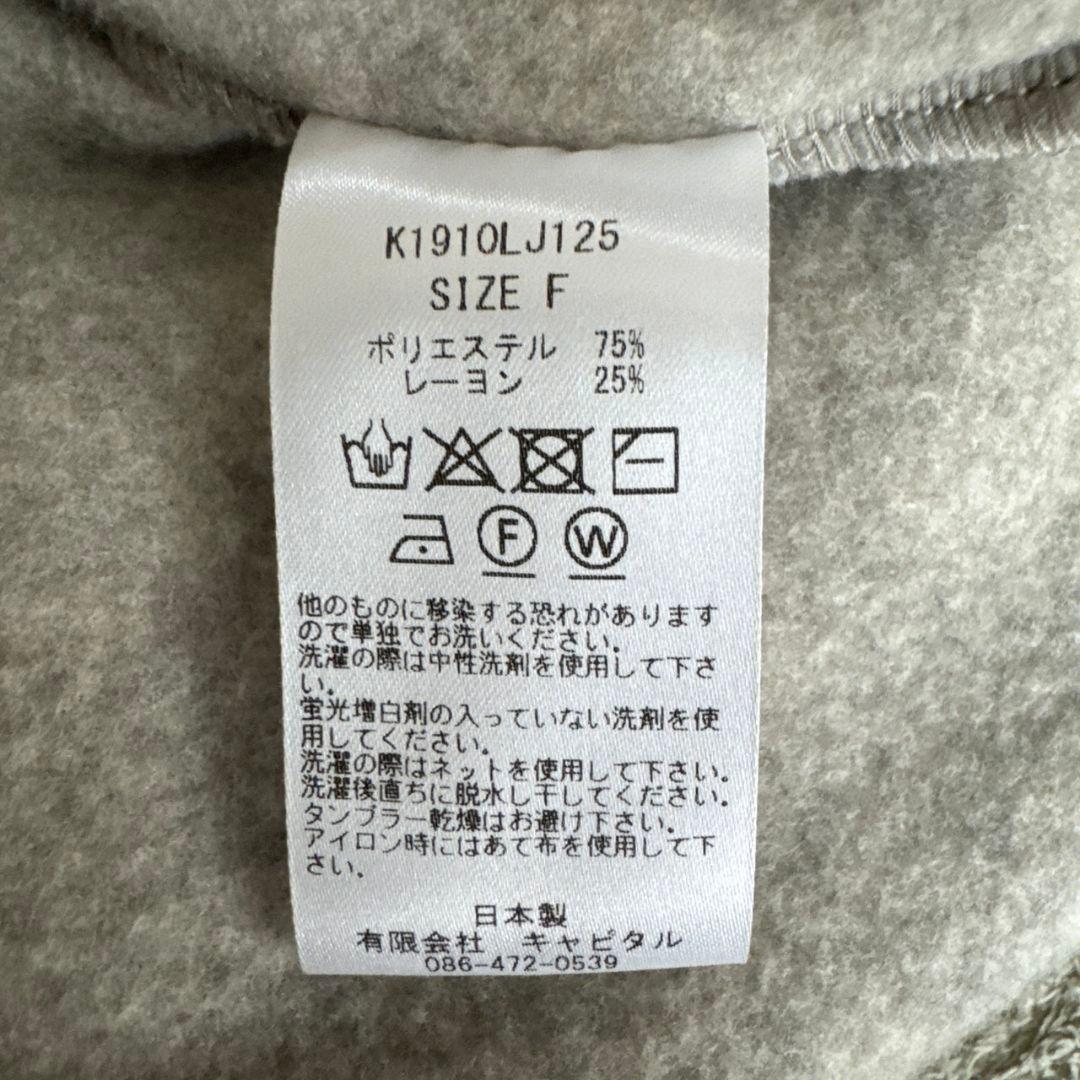 K1910LJ125
SIZE F
ポリエステル 75%
レーヨン 25%
F W
他のものに移染する恐れがあります
ので単独でお洗いください.
洗濯の際は中性洗剤を使用して下さ
い.
蛍光増白剤の入っていない洗剤を使
用してください.
洗濯の際はネットを使用して下さい.
洗濯後直ちに脱水し干してください.
タンブラー乾燥はお避け下さい.
アイロン時にはあて布を使用して下
さい.
日本製
有限会社 キャピタル
086-472-0539